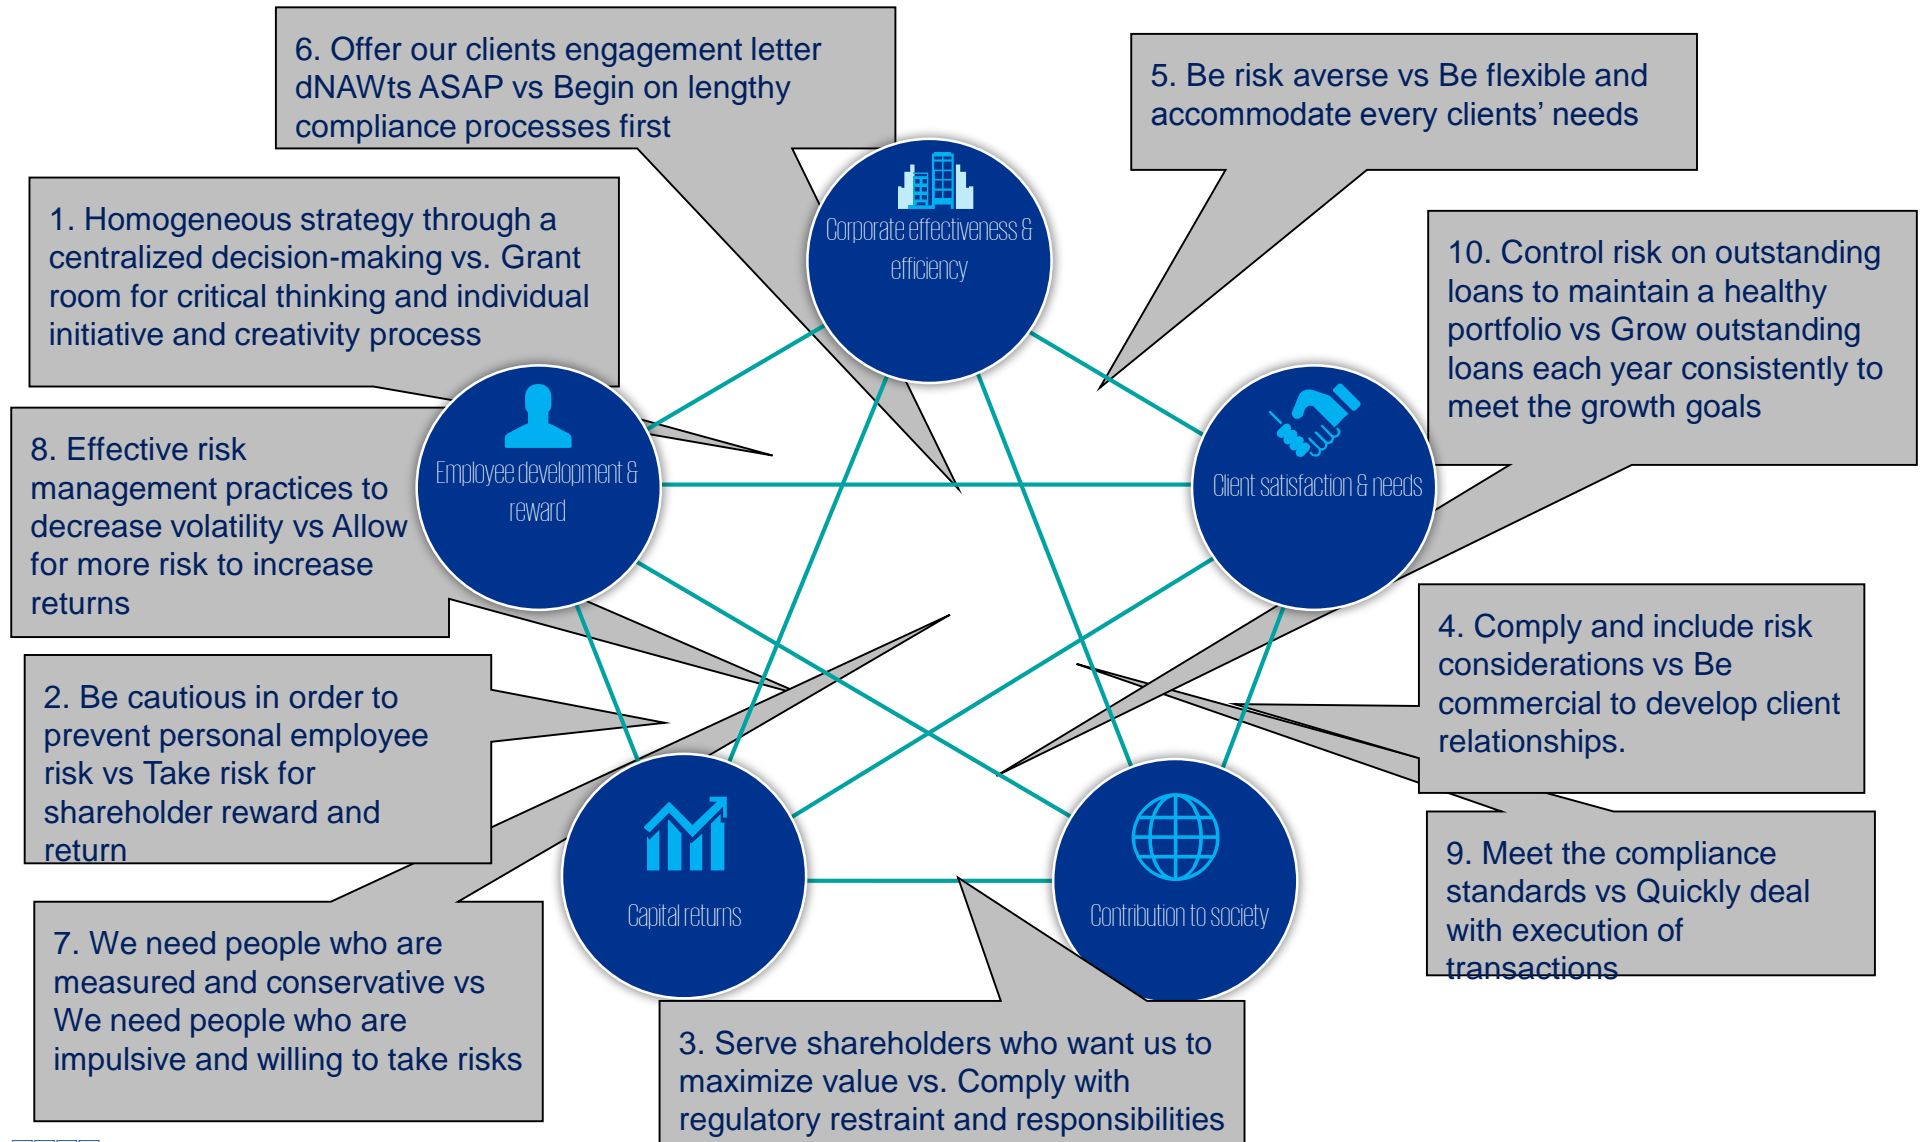 6. Offer our clients engagement letter
dNAWts ASAP vs Begin on lengthy
compliance processes first
5. Be risk averse vs Be flexible and
accommodate every clients’ needs
1. Homogeneous strategy through a
centralized decision-making vs. Grant
room for critical thinking and individual
initiative and creativity process
Corporate effectiveness &
efficiency
10. Control risk on outstanding
loans to maintain a healthy
portfolio vs Grow outstanding
loans each year consistently to
meet the growth goals
8. Effective risk
management practices to
decrease volatility vs Allow
for more risk to increase
returns
Employee development &
reward
Client satisfaction & needs
4. Comply and include risk
considerations vs Be
commercial to develop client
relationships.
2. Be cautious in order to
prevent personal employee
risk vs Take risk for
shareholder reward and
return
Capital returns
Contribution to society
9. Meet the compliance
standards vs Quickly deal
with execution of
transactions
7. We need people who are
measured and conservative vs
We need people who are
impulsive and willing to take risks
3. Serve shareholders who want us to
maximize value vs. Comply with
regulatory restraint and responsibilities